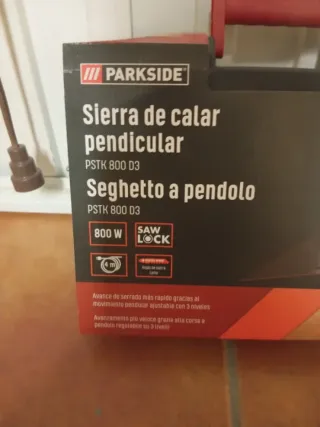 /// PARKSIDE®
Sierra de calar
pendicular
PSTK 800 D3
Seghetto a pendolo
PSTK 800 D3
800 W
SAW
LOCK
4 m
Avance de serrado más rápido gracias al
movimiento pendular ajustable con 3 niveles
Avanzamento più veloce grazie alla corsa a
pendolo regolabile su 3 livelli